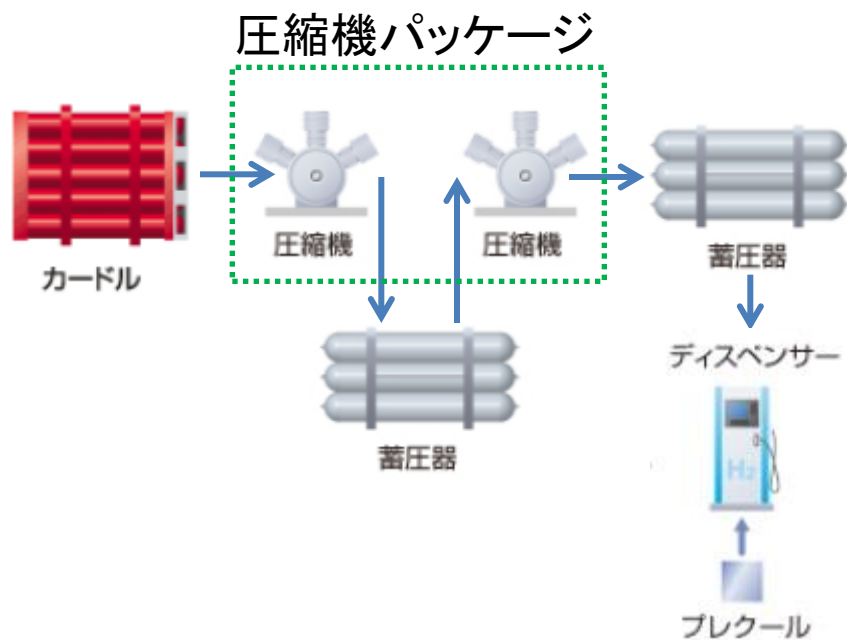 圧縮機パッケージ
カードル
圧縮機
圧縮機
蓄圧器
蓄圧器
ディスペンサー
H2
プレクール